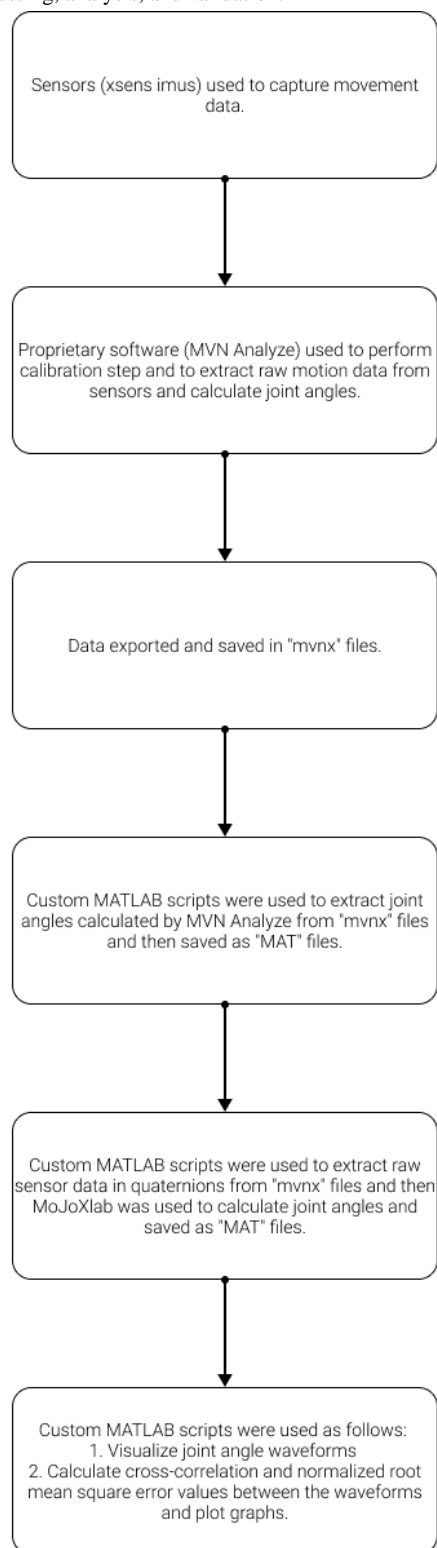 Sensors (xsens imus) used to capture movement
data.
Proprietary software (MVN Analyze) used to perform
calibration step and to extract raw motion data from
sensors and calculate joint angles.
Data exported and saved in "mvnx" files.
Custom MATLAB scripts were used to extract joint
angles calculated by MVN Analyze from "mvnx" files
and then saved as "MAT" files.
Custom MATLAB scripts were used to extract raw
sensor data in quaternions from "mvnx" files and then
MoJoXlab was used to calculate joint angles and
saved as "MAT" files.
Custom MATLAB scripts were used as follows:
1. Visualize joint angle waveforms
2. Calculate cross-correlation and normalized root
mean square error values between the waveforms
and plot graphs.